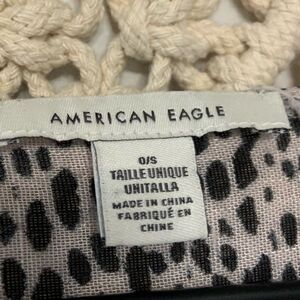 AMERICAN EAGLE
O/S
TAILLE UNIQUE
UNITALLA
MADE IN CHINA
FABRIQUÉ EN
CHINE